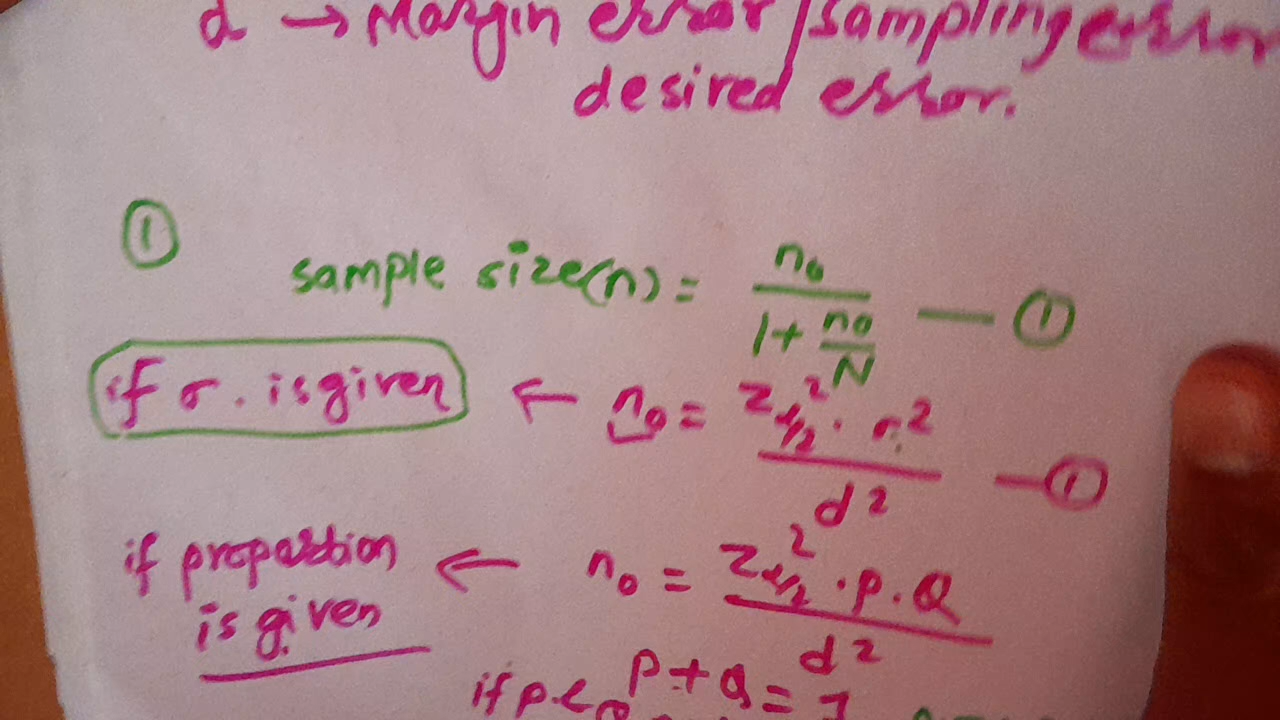 d → Margin error / sampling error
desired error.
①
sample size(n) = n₀ / (1 + n₀/N) — ①
if σ. is given ← n₀ = Z²α/2 . σ² / d² — ①
if proportion is given ← n₀ = Z²α/2 . P . Q / d²
P + Q = 1
if p